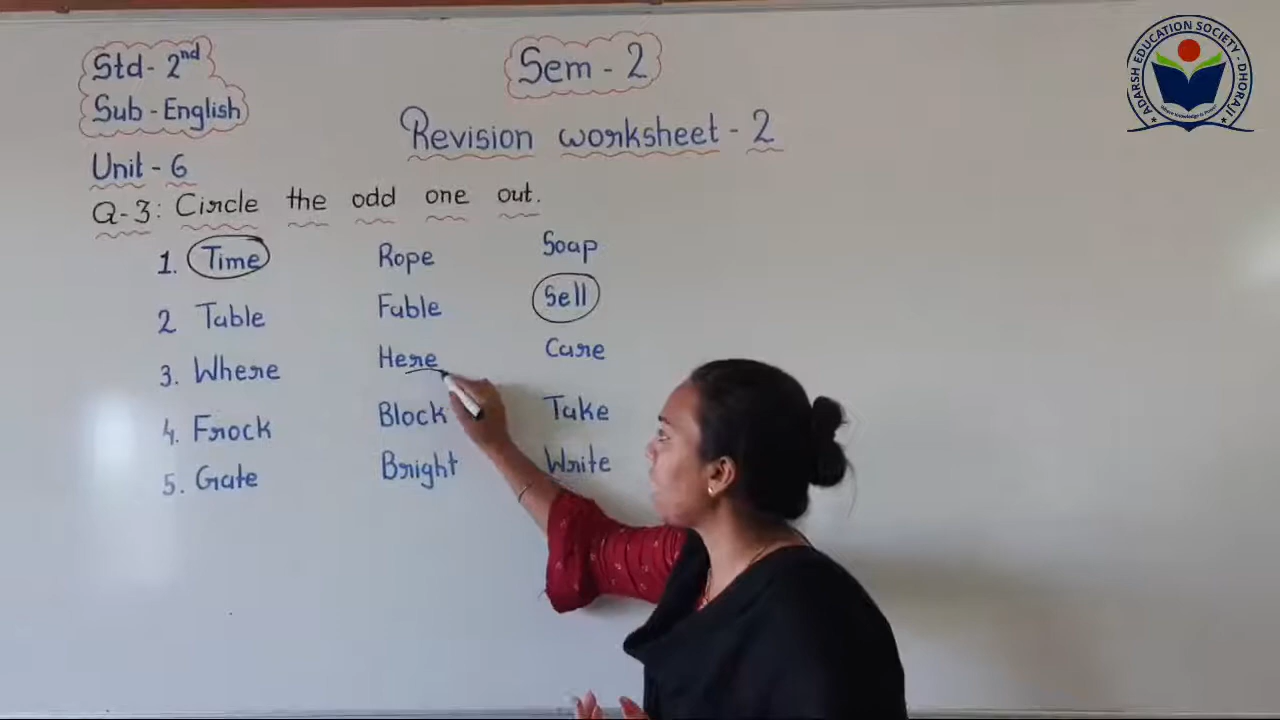 Std - 2nd
Sub - English
Unit - 6
Sem - 2
Revision worksheet - 2
Q-3: Circle the odd one out.
1. Time Rope Soap
2 Table Fable Sell
3. Where Here Care
4. Frock Block Take
5. Gate Bright Write
ADARSH EDUCATION SOCIETY - DHORAJI